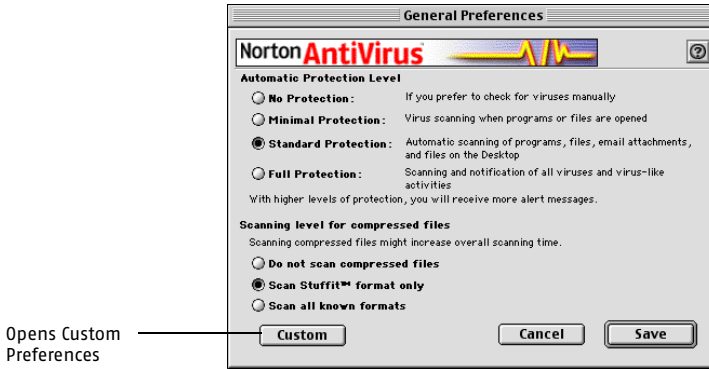 General Preferences
Norton AntiVirus
Automatic Protection Level
No Protection: If you prefer to check for viruses manually
Minimal Protection: Virus scanning when programs or files are opened
Standard Protection: Automatic scanning of programs, files, email attachments,
and files on the Desktop
Full Protection: Scanning and notification of all viruses and virus-like
activities
With higher levels of protection, you will receive more alert messages.
Scanning level for compressed files
Scanning compressed files might increase overall scanning time.
Do not scan compressed files
Scan Stuffit™ format only
Scan all known formats
Custom Cancel Save
Opens Custom
Preferences